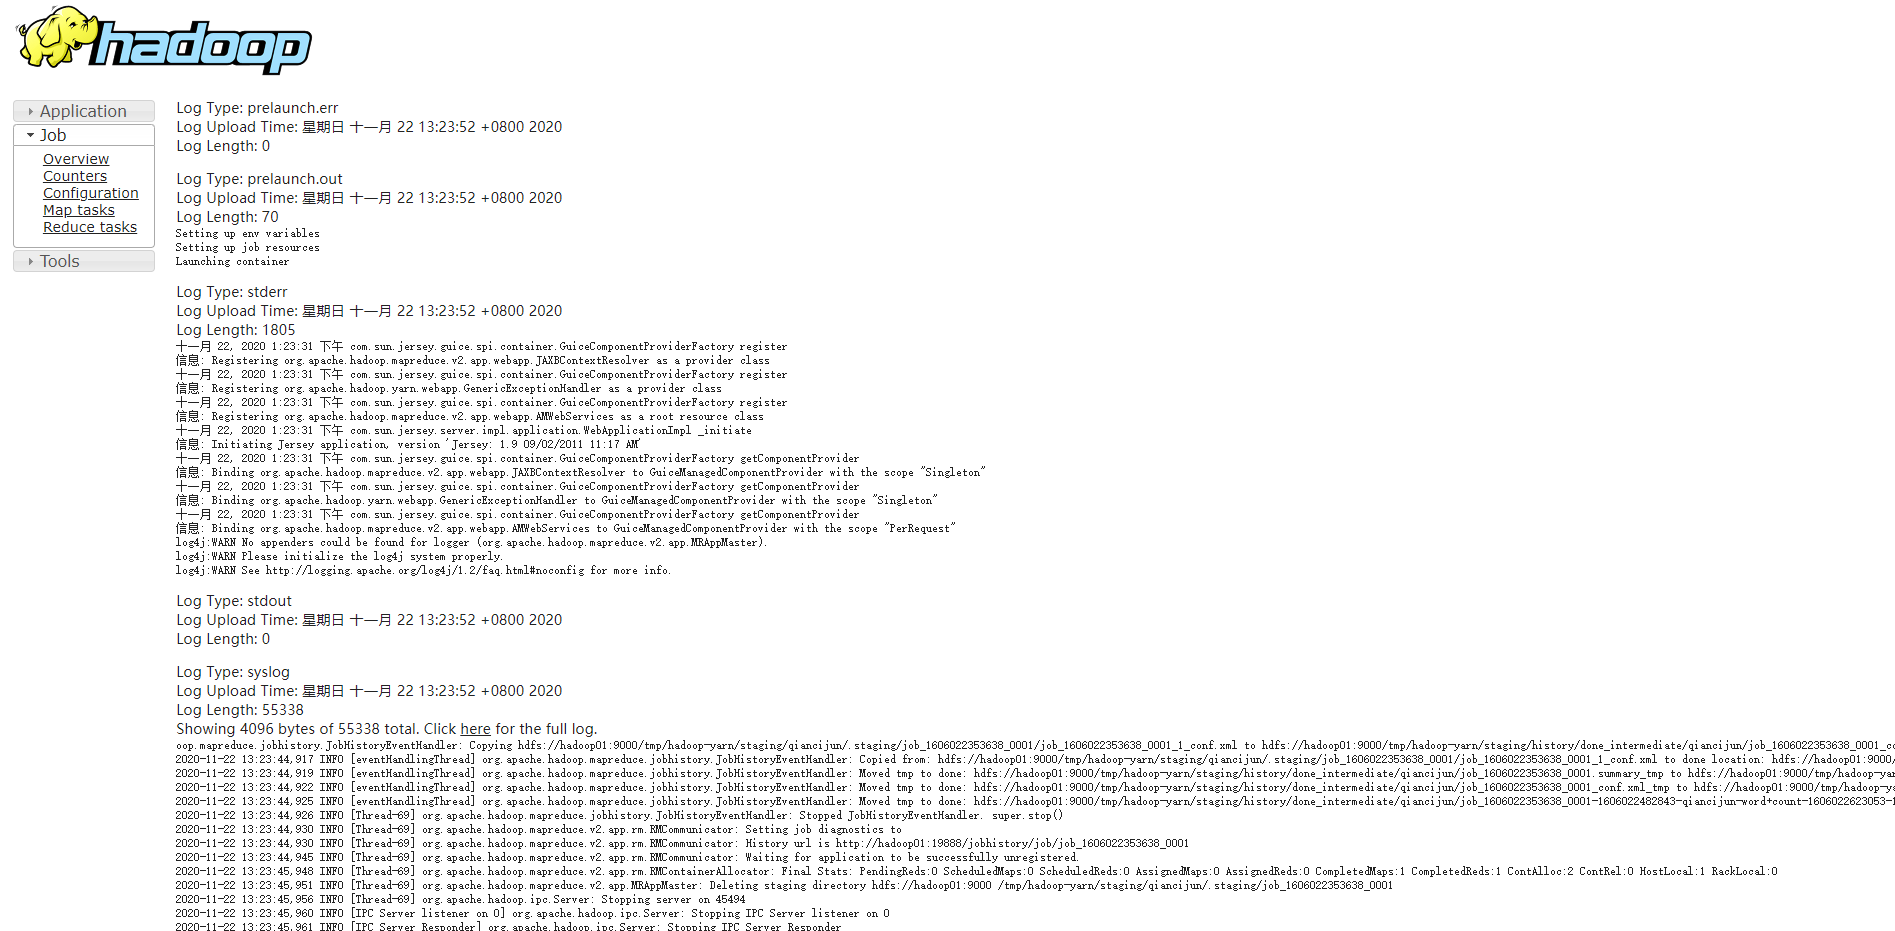 hadoop
Application
Job
Overview
Counters
Configuration
Map tasks
Reduce tasks
Tools
Log Type: prelaunch.err
Log Upload Time: 星期日 十一月 22 13:23:52 +0800 2020
Log Length: 0
Log Type: prelaunch.out
Log Upload Time: 星期日 十一月 22 13:23:52 +0800 2020
Log Length: 70
Setting up env variables
Setting up job resources
Launching container
Log Type: stderr
Log Upload Time: 星期日 十一月 22 13:23:52 +0800 2020
Log Length: 1805
十一月 22, 2020 1:23:31 下午 com.sun.jersey.guice.spi.container.GuiceComponentProviderFactory register
信息: Registering org.apache.hadoop.mapreduce.v2.app.webapp.JAXBContextResolver as a provider class
十一月 22, 2020 1:23:31 下午 com.sun.jersey.guice.spi.container.GuiceComponentProviderFactory register
信息: Registering org.apache.hadoop.yarn.webapp.GenericExceptionHandler as a provider class
十一月 22, 2020 1:23:31 下午 com.sun.jersey.guice.spi.container.GuiceComponentProviderFactory register
信息: Registering org.apache.hadoop.mapreduce.v2.app.webapp.AMWebServices as a root resource class
十一月 22, 2020 1:23:31 下午 com.sun.jersey.server.impl.application.WebApplicationImpl _initiate
信息: Initiating Jersey application, version 'Jersey: 1.9 09/02/2011 11:17 AM'
十一月 22, 2020 1:23:31 下午 com.sun.jersey.guice.spi.container.GuiceComponentProviderFactory getComponentProvider
信息: Binding org.apache.hadoop.mapreduce.v2.app.webapp.JAXBContextResolver to GuiceManagedComponentProvider with the scope "Singleton"
十一月 22, 2020 1:23:31 下午 com.sun.jersey.guice.spi.container.GuiceComponentProviderFactory getComponentProvider
信息: Binding org.apache.hadoop.yarn.webapp.GenericExceptionHandler to GuiceManagedComponentProvider with the scope "Singleton"
十一月 22, 2020 1:23:31 下午 com.sun.jersey.guice.spi.container.GuiceComponentProviderFactory getComponentProvider
信息: Binding org.apache.hadoop.mapreduce.v2.app.webapp.AMWebServices to GuiceManagedComponentProvider with the scope "PerRequest"
log4j:WARN No appenders could be found for logger (org.apache.hadoop.mapreduce.v2.app.MRAppMaster).
log4j:WARN Please initialize the log4j system properly.
log4j:WARN See http://logging.apache.org/log4j/1.2/faq.html#noconfig for more info.
Log Type: stdout
Log Upload Time: 星期日 十一月 22 13:23:52 +0800 2020
Log Length: 0
Log Type: syslog
Log Upload Time: 星期日 十一月 22 13:23:52 +0800 2020
Log Length: 55338
Showing 4096 bytes of 55338 total. Click here for the full log.
oop.mapreduce.jobhistory.JobHistoryEventHandler: Copying hdfs://hadoop01:9000/tmp/hadoop-yarn/staging/qiancijun/.staging/job_1606022353638_0001/job_1606022353638_0001_1_conf.xml to hdfs://hadoop01:9000/tmp/hadoop-yarn/staging/history/done_intermediate/qiancijun/job_1606022353638_0001_co
2020-11-22 13:23:44,917 INFO [eventHandlingThread] org.apache.hadoop.mapreduce.jobhistory.JobHistoryEventHandler: Copied from: hdfs://hadoop01:9000/tmp/hadoop-yarn/staging/qiancijun/.staging/job_1606022353638_0001/job_1606022353638_0001_1_conf.xml to done location: hdfs://hadoop01:9000/
2020-11-22 13:23:44,919 INFO [eventHandlingThread] org.apache.hadoop.mapreduce.jobhistory.JobHistoryEventHandler: Moved tmp to done: hdfs://hadoop01:9000/tmp/hadoop-yarn/staging/history/done_intermediate/qiancijun/job_1606022353638_0001.summary_tmp to hdfs://hadoop01:9000/tmp/hadoop-yar
2020-11-22 13:23:44,922 INFO [eventHandlingThread] org.apache.hadoop.mapreduce.jobhistory.JobHistoryEventHandler: Moved tmp to done: hdfs://hadoop01:9000/tmp/hadoop-yarn/staging/history/done_intermediate/qiancijun/job_1606022353638_0001_conf.xml_tmp to hdfs://hadoop01:9000/tmp/hadoop-ya
2020-11-22 13:23:44,925 INFO [eventHandlingThread] org.apache.hadoop.mapreduce.jobhistory.JobHistoryEventHandler: Moved tmp to done: hdfs://hadoop01:9000/tmp/hadoop-yarn/staging/history/done_intermediate/qiancijun/job_1606022353638_0001-1606022482843-qiancijun-word+count-1606022623053-1
2020-11-22 13:23:44,926 INFO [Thread-69] org.apache.hadoop.mapreduce.jobhistory.JobHistoryEventHandler: Stopped JobHistoryEventHandler. super.stop()
2020-11-22 13:23:44,930 INFO [Thread-69] org.apache.hadoop.mapreduce.v2.app.rm.RMCommunicator: Setting job diagnostics to
2020-11-22 13:23:44,930 INFO [Thread-69] org.apache.hadoop.mapreduce.v2.app.rm.RMCommunicator: History url is http://hadoop01:19888/jobhistory/job/job_1606022353638_0001
2020-11-22 13:23:44,945 INFO [Thread-69] org.apache.hadoop.mapreduce.v2.app.rm.RMCommunicator: Waiting for application to be successfully unregistered.
2020-11-22 13:23:45,948 INFO [Thread-69] org.apache.hadoop.mapreduce.v2.app.rm.RMContainerAllocator: Final Stats: PendingReds:0 ScheduledMaps:0 ScheduledReds:0 AssignedMaps:0 AssignedReds:0 CompletedMaps:1 CompletedReds:1 ContAlloc:2 ContRel:0 HostLocal:1 RackLocal:0
2020-11-22 13:23:45,951 INFO [Thread-69] org.apache.hadoop.mapreduce.v2.app.MRAppMaster: Deleting staging directory hdfs://hadoop01:9000 /tmp/hadoop-yarn/staging/qiancijun/.staging/job_1606022353638_0001
2020-11-22 13:23:45,956 INFO [Thread-69] org.apache.hadoop.ipc.Server: Stopping server on 45494
2020-11-22 13:23:45,960 INFO [IPC Server listener on 0] org.apache.hadoop.ipc.Server: Stopping IPC Server listener on 0
2020-11-22 13:23:45,961 INFO [IPC Server Responder] org.apache.hadoop.ipc.Server: Stopping IPC Server Responder